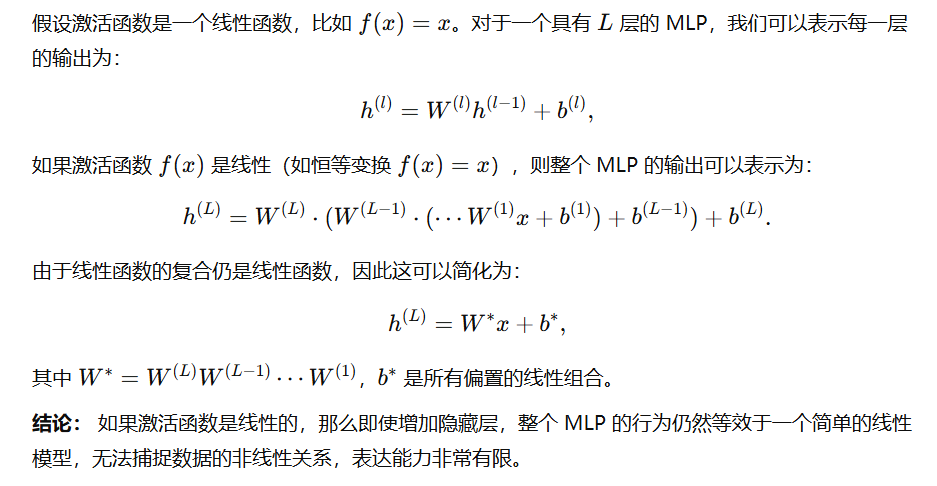 假设激活函数是一个线性函数，比如 f(x) = x。对于一个具有 L 层的 MLP，我们可以表示每一层
的输出为：
h^{(l)} = W^{(l)}h^{(l−1)} + b^{(l)},
如果激活函数 f(x) 是线性（如恒等变换 f(x) = x），则整个 MLP 的输出可以表示为：
h^{(L)} = W^{(L)} · (W^{(L−1)} · (⋯W^{(1)}x + b^{(1)}) + b^{(L−1)}) + b^{(L)}.
由于线性函数的复合仍是线性函数，因此这可以简化为：
h^{(L)} = W^*x + b^*,
其中 W^* = W^{(L)}W^{(L−1)}⋯W^{(1)}，b^* 是所有偏置的线性组合。
结论： 如果激活函数是线性的，那么即使增加隐藏层，整个 MLP 的行为仍然等效于一个简单的线性
模型，无法捕捉数据的非线性关系，表达能力非常有限。